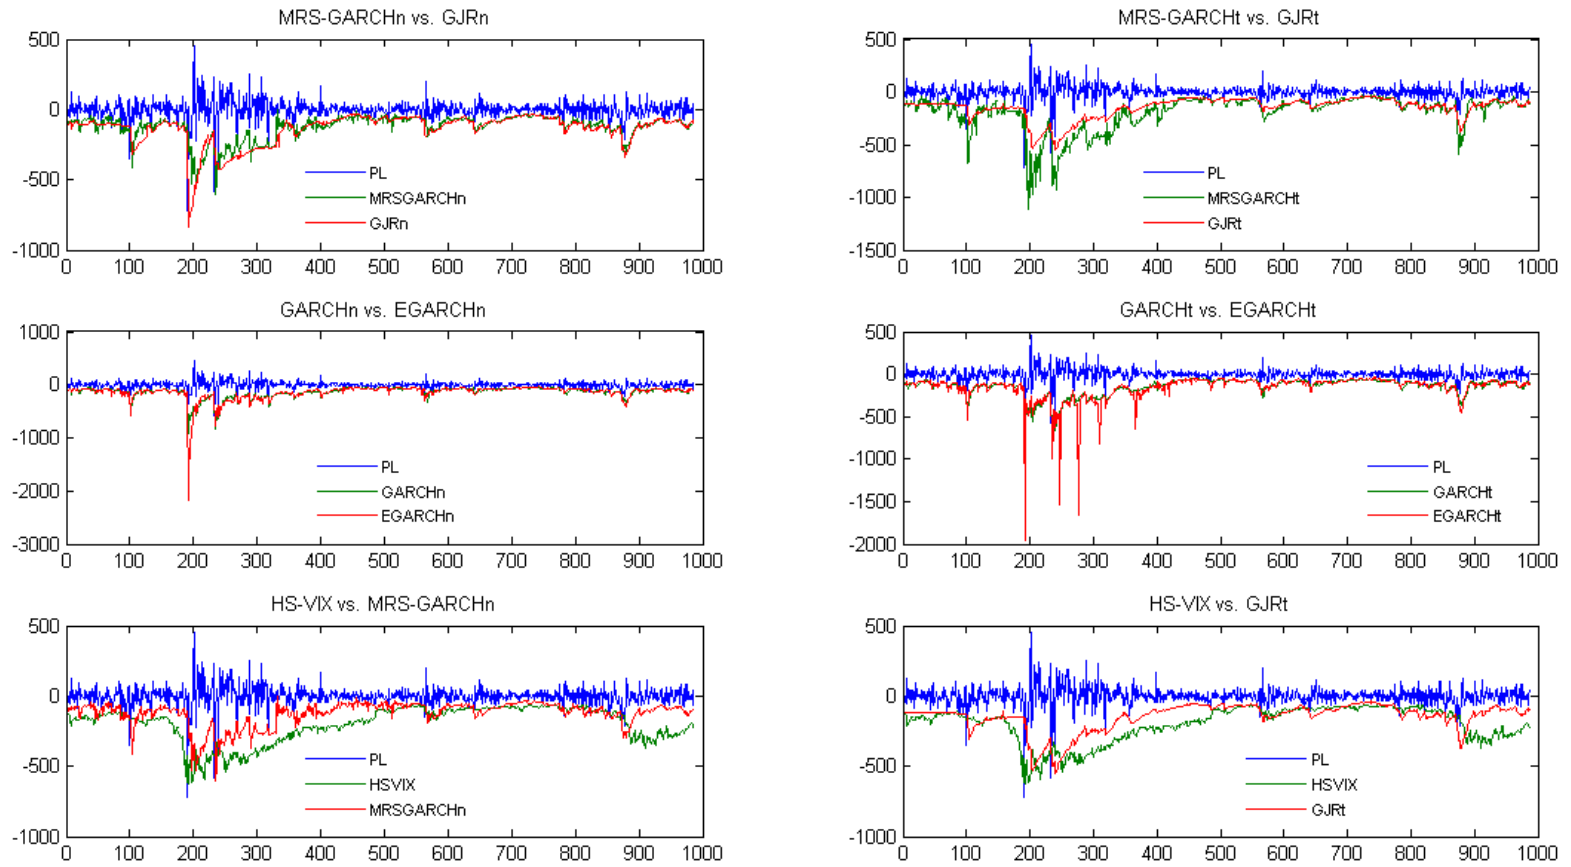 MRS-GARCHn vs. GJRn
500
0
-500
-1000
PL
MRSGARCHn
GJRn
0 100 200 300 400 500 600 700 800 900 1000
MRS-GARCHt vs. GJRt
500
0
-500
-1000
-1500
PL
MRSGARCHt
GJRt
0 100 200 300 400 500 600 700 800 900 1000
GARCHn vs. EGARCHn
1000
0
-1000
-2000
-3000
PL
GARCHn
EGARCHn
0 100 200 300 400 500 600 700 800 900 1000
GARCHt vs. EGARCHt
500
0
-500
-1000
-1500
-2000
PL
GARCHt
EGARCHt
0 100 200 300 400 500 600 700 800 900 1000
HS-VIX vs. MRS-GARCHn
500
0
-500
-1000
PL
HSVIX
MRSGARCHn
0 100 200 300 400 500 600 700 800 900 1000
HS-VIX vs. GJRt
500
0
-500
-1000
PL
HSVIX
GJRt
0 100 200 300 400 500 600 700 800 900 1000